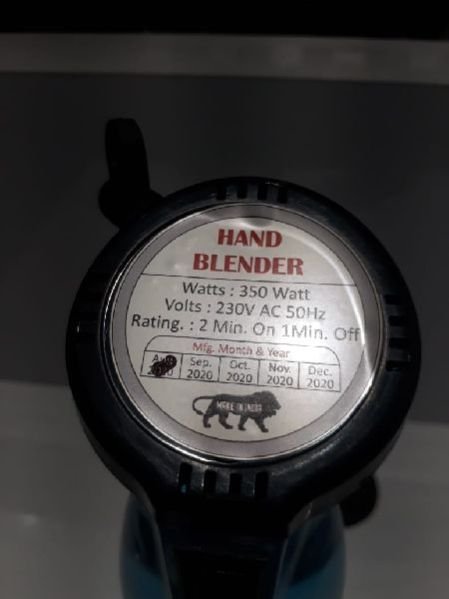 HAND
BLENDER
Watts : 350 Watt
Volts : 230V AC 50Hz
Rating. : 2 Min. On 1Min. Off
Mfg. Month & Year
Sep. Oct. Nov. Dec.
2020 2020 2020 2020
MAKE IN INDIA